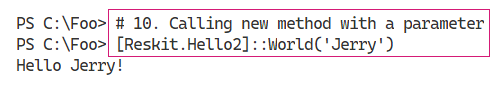 PS C:\Foo> # 10. Calling new method with a parameter
PS C:\Foo> [Reskit.Hello2]::World('Jerry')
Hello Jerry!